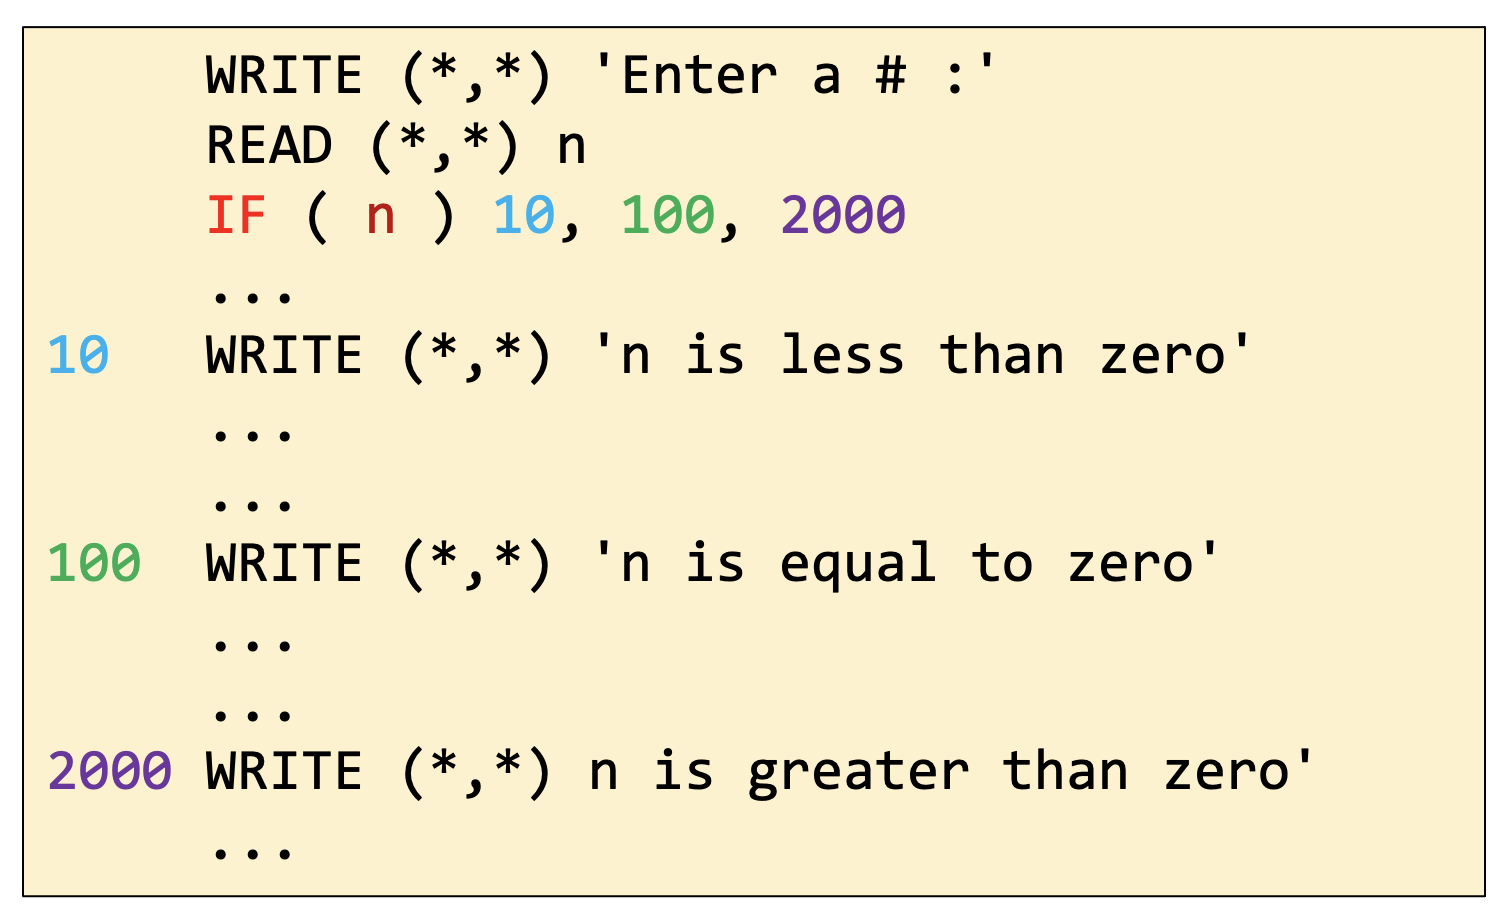 WRITE (*,*) 'Enter a # :'
READ (*,*) n
IF ( n ) 10, 100, 2000
...
10 WRITE (*,*) 'n is less than zero'
...
...
100 WRITE (*,*) 'n is equal to zero'
...
...
2000 WRITE (*,*) n is greater than zero'
...